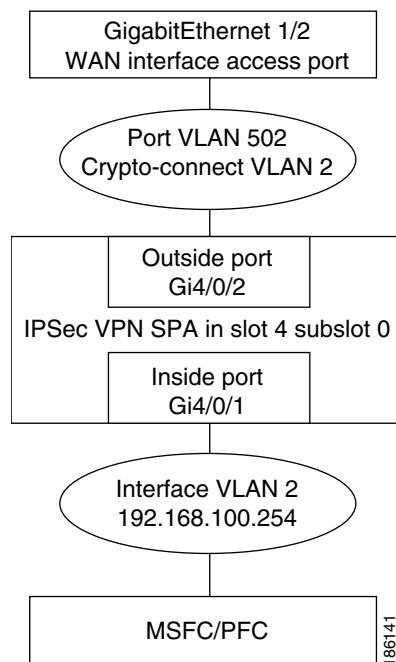 GigabitEthernet 1/2
WAN interface access port
Port VLAN 502
Crypto-connect VLAN 2
Outside port
Gi4/0/2
IPSec VPN SPA in slot 4 subslot 0
Inside port
Gi4/0/1
Interface VLAN 2
192.168.100.254
MSFC/PFC
186141